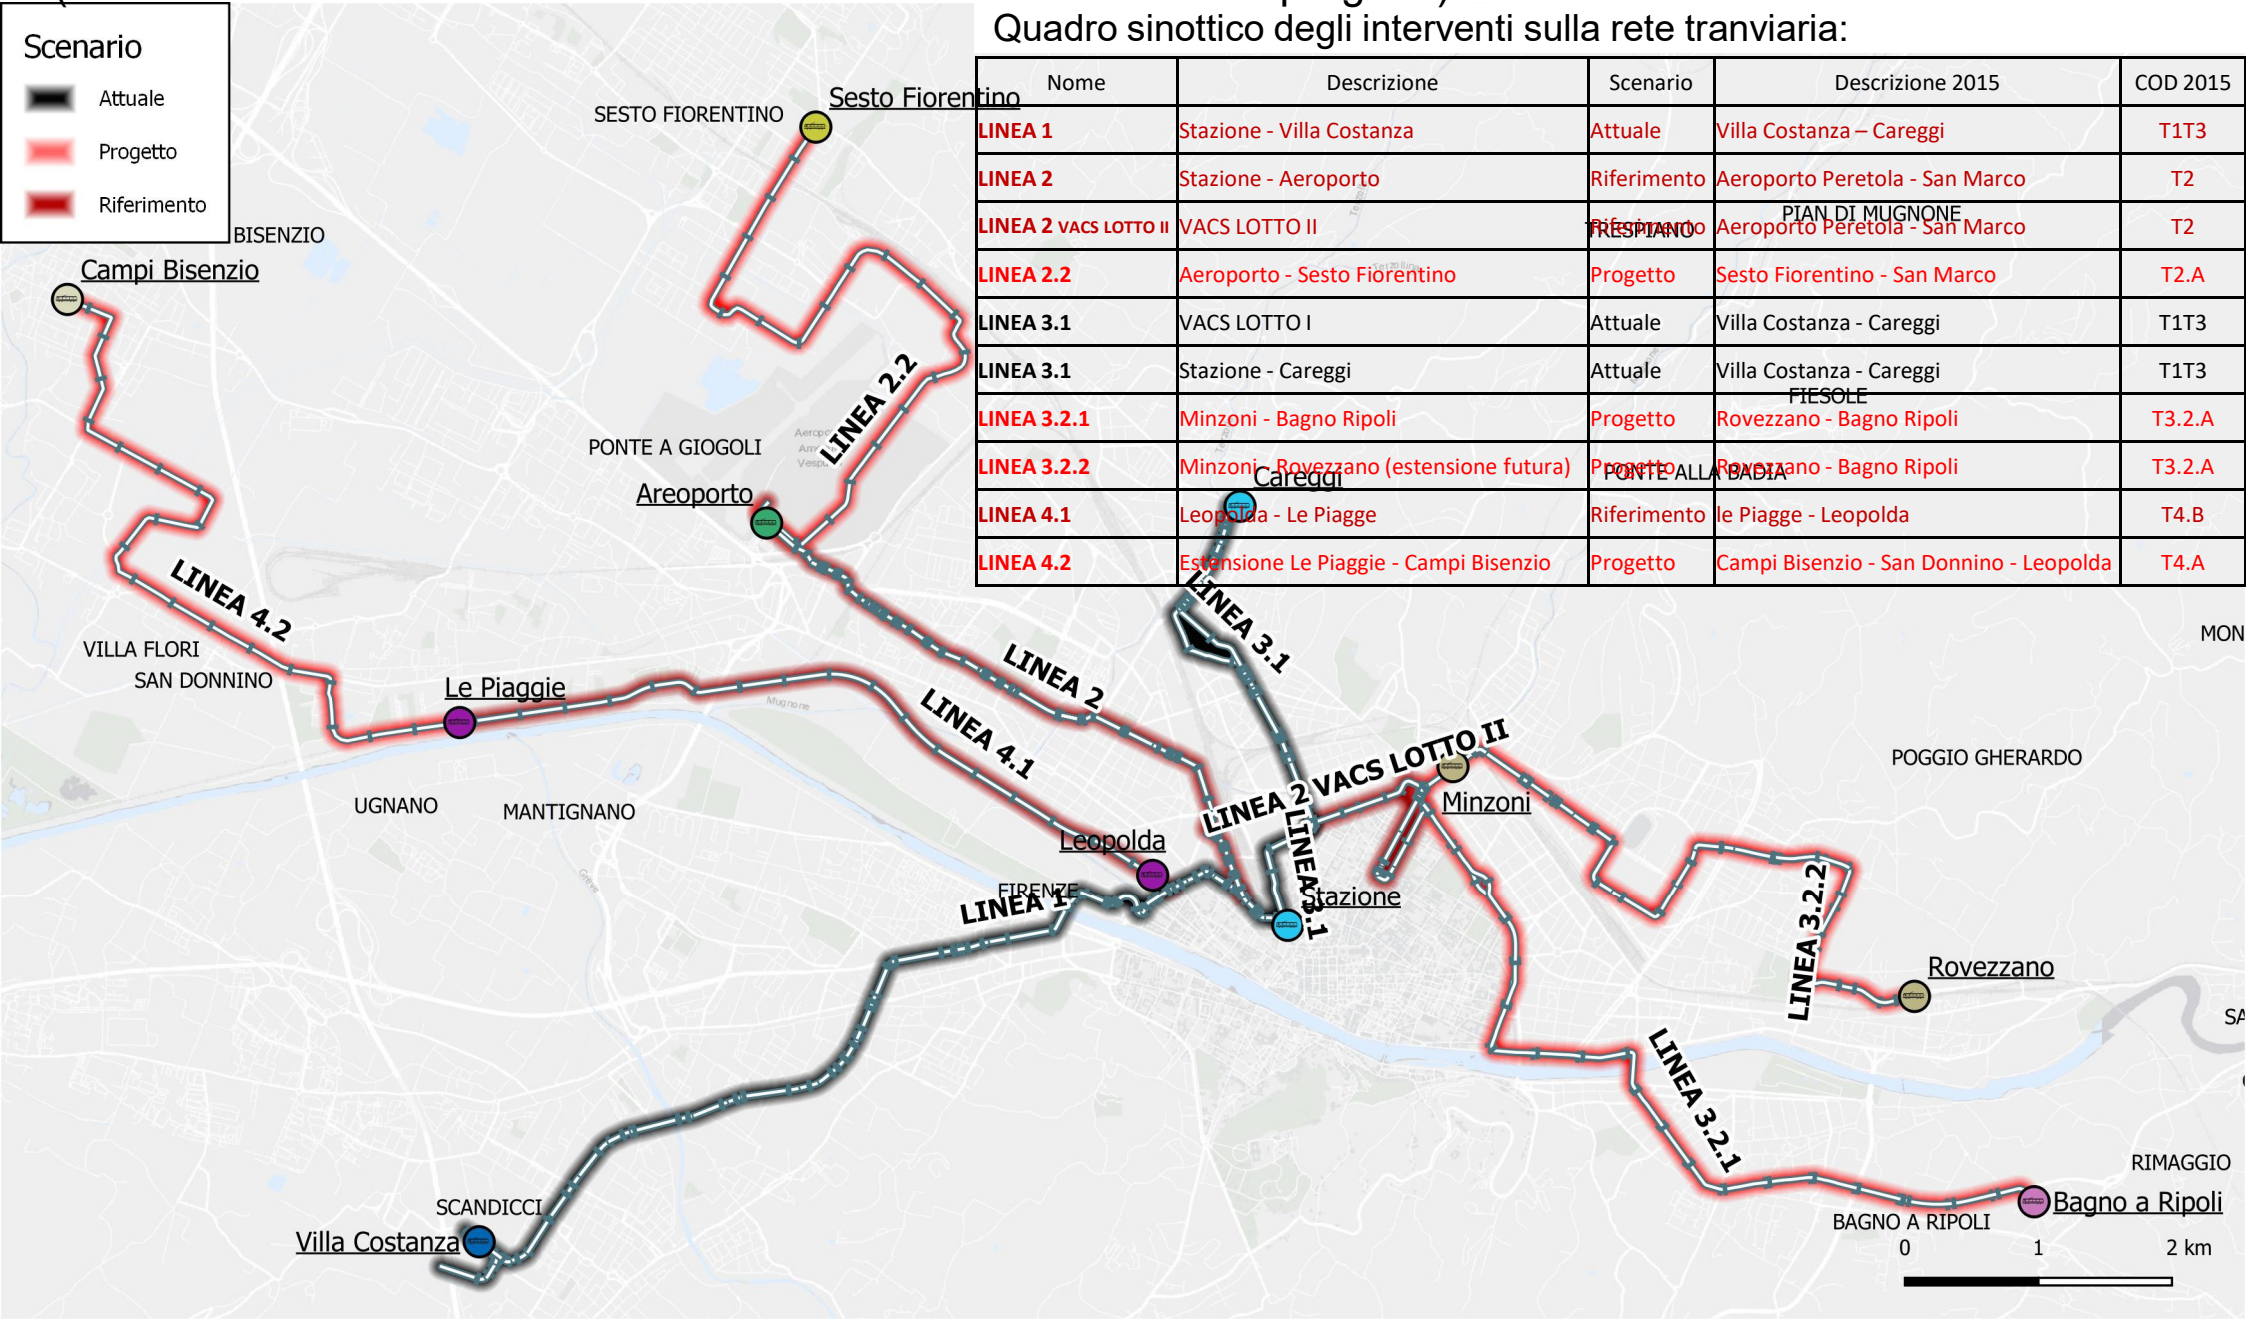 Quadro sinottico degli interventi sulla rete tranviaria:
Scenario
Attuale
Progetto
Riferimento
Nome Descrizione Scenario Descrizione 2015 COD 2015
LINEA 1 Stazione - Villa Costanza Attuale Villa Costanza – Careggi T1T3
LINEA 2 Stazione - Aeroporto Riferimento Aeroporto Peretola - San Marco T2
LINEA 2 VACS LOTTO II VACS LOTTO II Riferimento Aeroporto Peretola - San Marco T2
LINEA 2.2 Aeroporto - Sesto Fiorentino Progetto Sesto Fiorentino - San Marco T2.A
LINEA 3.1 VACS LOTTO I Attuale Villa Costanza - Careggi T1T3
LINEA 3.1 Stazione - Careggi Attuale Villa Costanza - Careggi T1T3
LINEA 3.2.1 Minzoni - Bagno Ripoli Progetto Rovezzano - Bagno Ripoli T3.2.A
LINEA 3.2.2 Minzoni - Rovezzano (estensione futura) Progetto Rovezzano - Bagno Ripoli T3.2.A
LINEA 4.1 Leopolda - Le Piagge Riferimento le Piagge - Leopolda T4.B
LINEA 4.2 Estensione Le Piaggie - Campi Bisenzio Progetto Campi Bisenzio - San Donnino - Leopolda T4.A
Sesto Fiorentino
SESTO FIORENTINO
PIAN DI MUGNONE
TRESPIANO
BISENZIO
Campi Bisenzio
LINEA 2.2
FIESOLE
PONTE A GIOGOLI
Careggi
PONTE ALLA BADIA
Areoporto
LINEA 4.2
LINEA 3.1
VILLA FLORI
SAN DONNINO
MON
Le Piaggie
LINEA 2
Mugnone
LINEA 4.1
LINEA 2 VACS LOTTO II
POGGIO GHERARDO
UGNANO
MANTIGNANO
Minzoni
Leopolda
LINEA 3.1
FIRENZE
LINEA 1
Stazione
Greve
LINEA 3.2.2
Rovezzano
SA
LINEA 3.2.1
RIMAGGIO
SCANDICCI
Villa Costanza
Bagno a Ripoli
BAGNO A RIPOLI
0 1 2 km